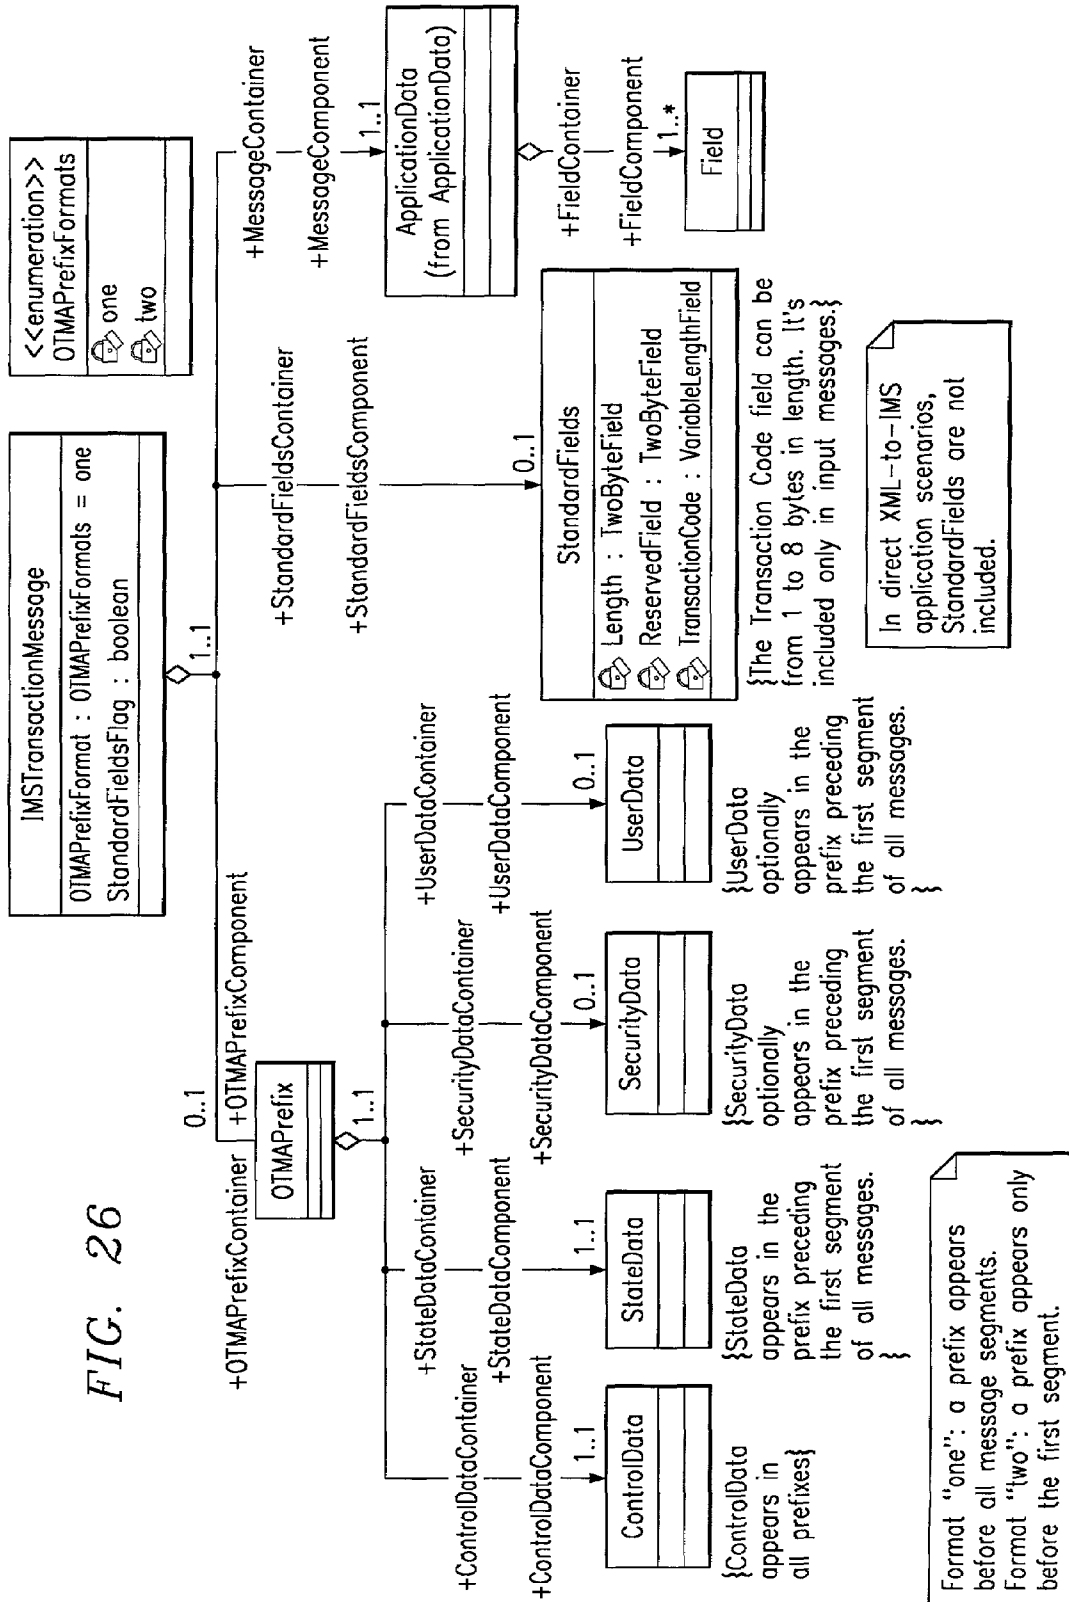 FIG. 26
IMSTransactionMessage
OTMAPrefixFormat : OTMAPrefixFormats = one
StandardFieldsFlag : boolean
<<enumeration>>
OTMAPrefixFormats
one
two
1..1
0..1
+OTMAPrefixContainer
+OTMAPrefixComponent
OTMAPrefix
1..1
+StandardFieldsContainer
+StandardFieldsComponent
0..1
+MessageContainer
+MessageComponent
1..1
ApplicationData
(from ApplicationData)
+FieldContainer
+FieldComponent
1..*
Field
StandardFields
Length : TwoByteField
ReservedField : TwoByteField
TransactionCode : VariableLengthField
{The Transaction Code field can be
from 1 to 8 bytes in length. It's
included only in input messages.}
In direct XML-to-IMS
application scenarios,
StandardFields are not
included.
+ControlDataContainer
+ControlDataComponent
1..1
ControlData
{ControlData
appears in
all prefixes}
+StateDataContainer
+StateDataComponent
1..1
StateData
{StateData
appears in the
prefix preceding
the first segment
of all messages.
}
+SecurityDataContainer
+SecurityDataComponent
0..1
SecurityData
{SecurityData
optionally
appears in the
prefix preceding
the first segment
of all messages.
}
+UserDataContainer
+UserDataComponent
0..1
UserData
{UserData
optionally
appears in the
prefix preceding
the first segment
of all messages.
}
Format "one": a prefix appears
before all message segments.
Format "two": a prefix appears only
before the first segment.